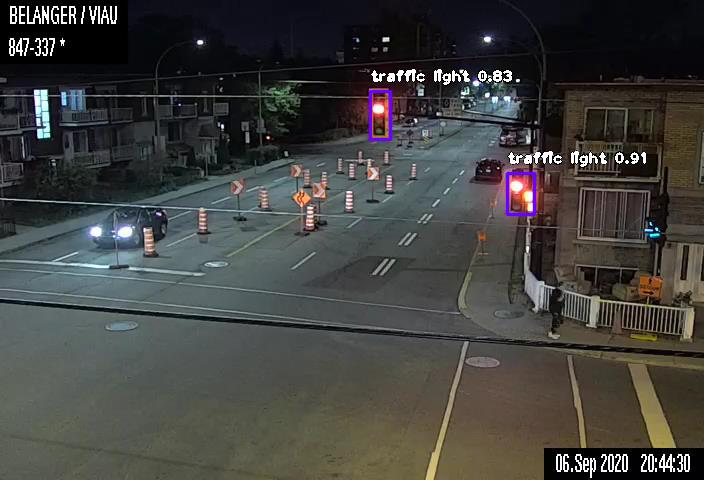 BELANGER / VIAU
847-337 *
traffic light 0.83.
traffic light 0.91
06.Sep 2020 20:44:30